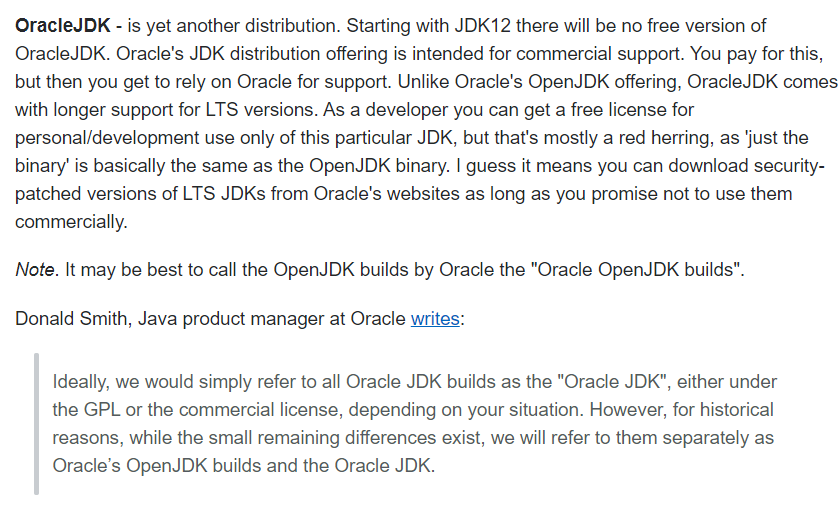 OracleJDK - is yet another distribution. Starting with JDK12 there will be no free version of
OracleJDK. Oracle's JDK distribution offering is intended for commercial support. You pay for this,
but then you get to rely on Oracle for support. Unlike Oracle's OpenJDK offering, OracleJDK comes
with longer support for LTS versions. As a developer you can get a free license for
personal/development use only of this particular JDK, but that's mostly a red herring, as 'just the
binary' is basically the same as the OpenJDK binary. I guess it means you can download security-
patched versions of LTS JDKs from Oracle's websites as long as you promise not to use them
commercially.
Note. It may be best to call the OpenJDK builds by Oracle the "Oracle OpenJDK builds".
Donald Smith, Java product manager at Oracle writes:
Ideally, we would simply refer to all Oracle JDK builds as the "Oracle JDK", either under
the GPL or the commercial license, depending on your situation. However, for historical
reasons, while the small remaining differences exist, we will refer to them separately as
Oracle’s OpenJDK builds and the Oracle JDK.